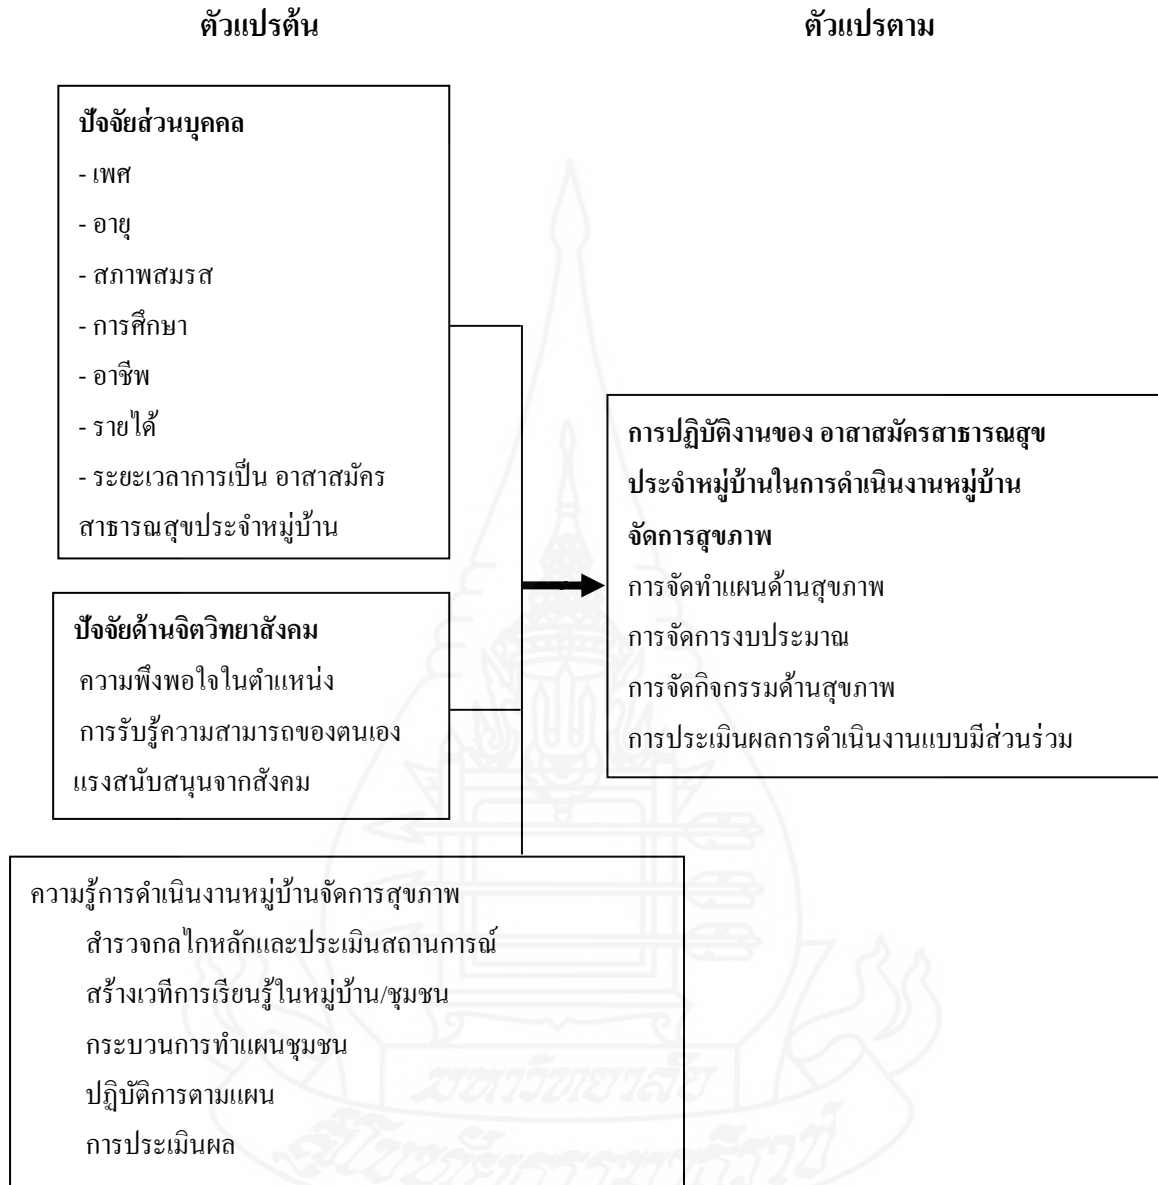 ตัวแปรต้น
ตัวแปรตาม
ปัจจัยส่วนบุคคล
- เพศ
- อายุ
- สภาพสมรส
- การศึกษา
- อาชีพ
- รายได้
- ระยะเวลาการเป็น อาสาสมัคร
สาธารณสุขประจำหมู่บ้าน
ปัจจัยด้านจิตวิทยาสังคม
ความพึงพอใจในตำแหน่ง
การรับรู้ความสามารถของตนเอง
แรงสนับสนุนจากสังคม
ความรู้การดำเนินงานหมู่บ้านจัดการสุขภาพ
สำรวจกลไกหลักและประเมินสถานการณ์
สร้างเวทีการเรียนรู้ในหมู่บ้าน/ชุมชน
กระบวนการทำแผนชุมชน
ปฏิบัติการตามแผน
การประเมินผล
การปฏิบัติงานของ อาสาสมัครสาธารณสุข
ประจำหมู่บ้านในการดำเนินงานหมู่บ้าน
จัดการสุขภาพ
การจัดทำแผนด้านสุขภาพ
การจัดการงบประมาณ
การจัดกิจกรรมด้านสุขภาพ
การประเมินผลการดำเนินงานแบบมีส่วนร่วม
มหาวิทยาลัย
สุโขทัยธรรมาธิราช